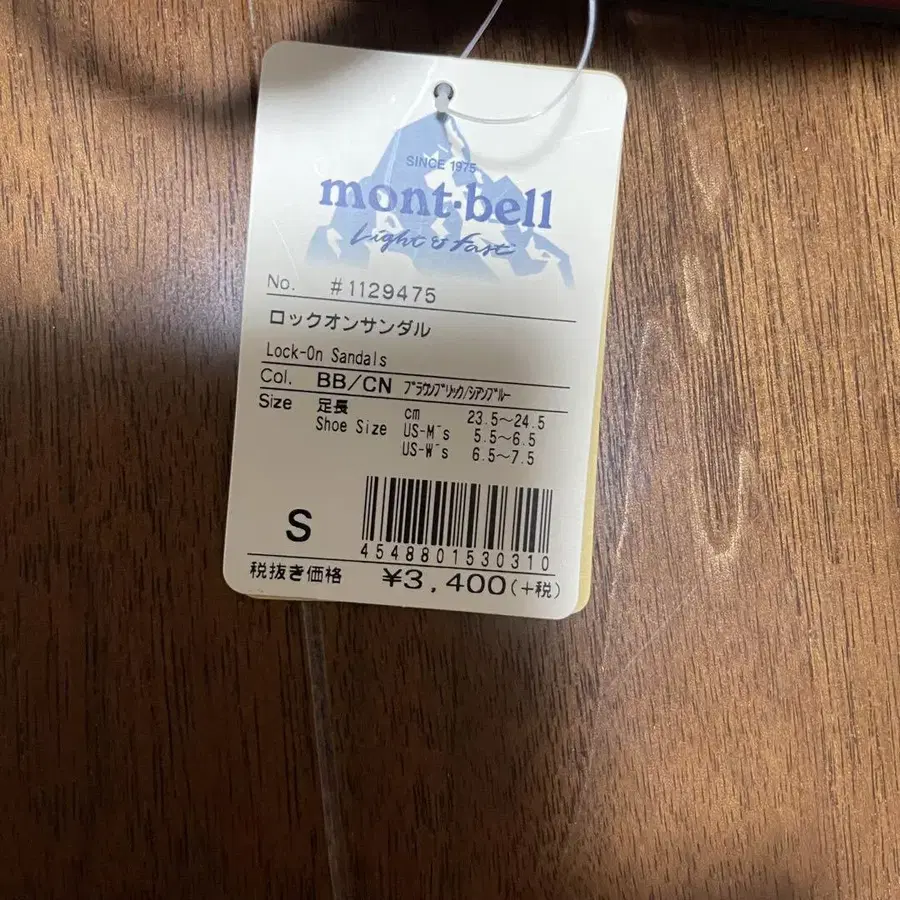 SINCE 1975
mont-bell
Light & Fast
No. #1129475
ロックオンサンダル
Lock-On Sandals
Col. BB/CN ブラウンブリック/シアンブルー
Size 足長 cm 23.5~24.5
Shoe Size US-M's 5.5~6.5
US-W's 6.5~7.5
S
4548801530310
税抜き価格 ¥3,400(+税)